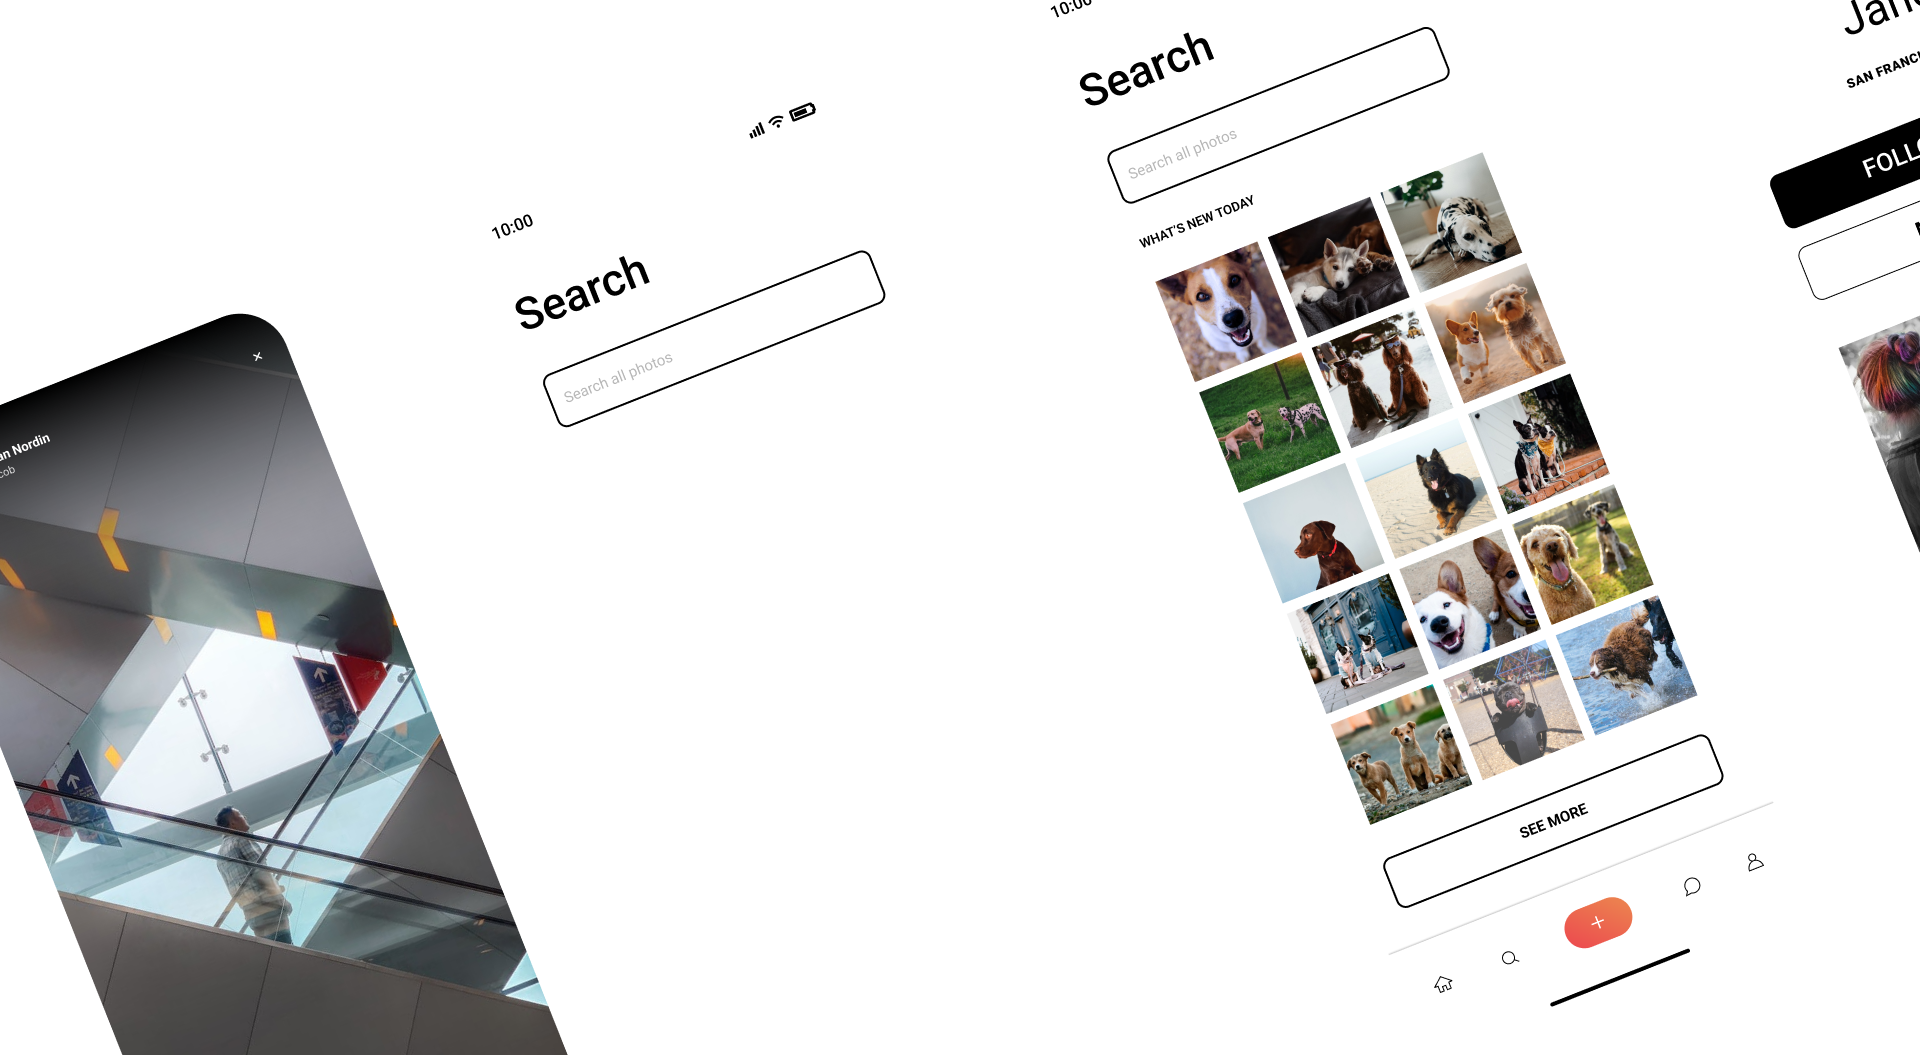 an Nordin
cob
10:00
Search
Search all photos
10:00
Search
Search all photos
WHAT'S NEW TODAY
SEE MORE
SAN FRANC
FOLL